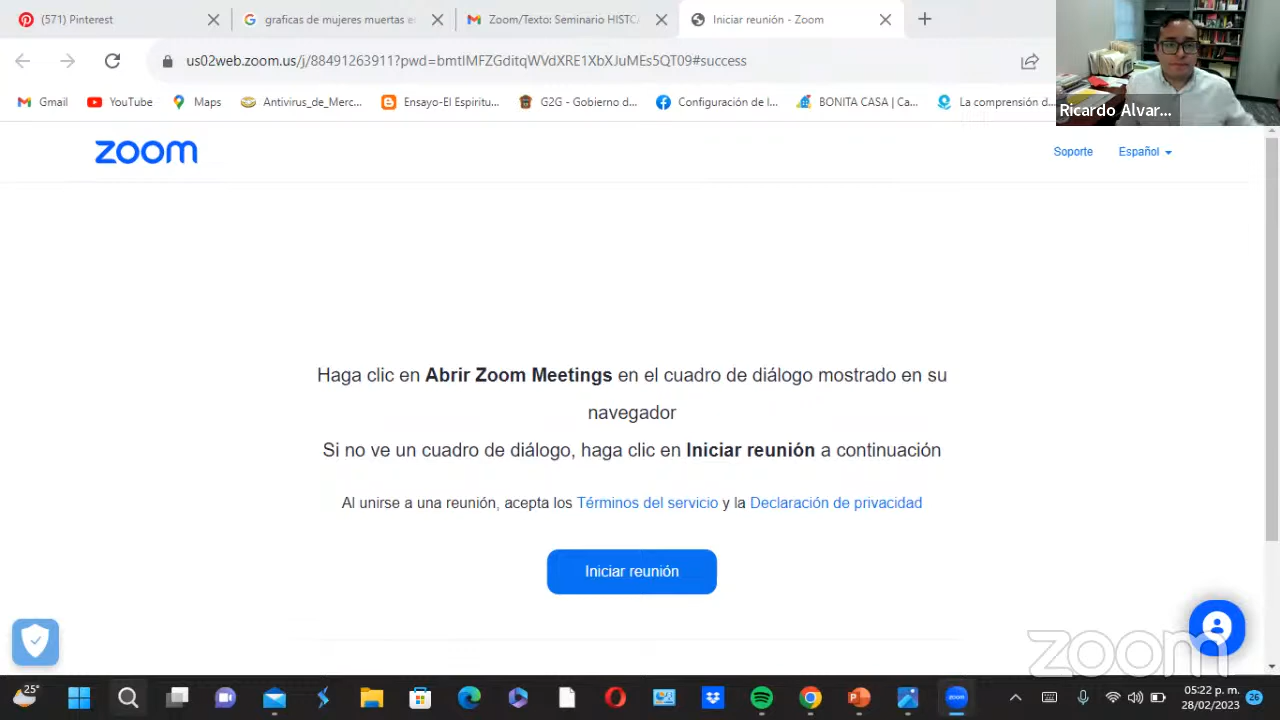 (571) Pinterest
graficas de mujeres muertas e
Zoom/Texto: Seminario HISTCA
Iniciar reunión - Zoom
us02web.zoom.us/j/88491263911?pwd=bmtlMFZGditqWVdXRE1XbXJuMEs5QT09#success
Gmail
YouTube
Maps
Antivirus_de_Merc...
Ensayo-El Espiritu...
G2G - Gobierno d...
Configuración de l...
BONITA CASA | Ca...
La comprensión d
Ricardo Alvar...
zoom
Soporte
Español
Haga clic en Abrir Zoom Meetings en el cuadro de diálogo mostrado en su
navegador
Si no ve un cuadro de diálogo, haga clic en Iniciar reunión a continuación
Al unirse a una reunión, acepta los Términos del servicio y la Declaración de privacidad
Iniciar reunión
zoom
25°
zoom
05:22 p. m.
28/02/2023
26